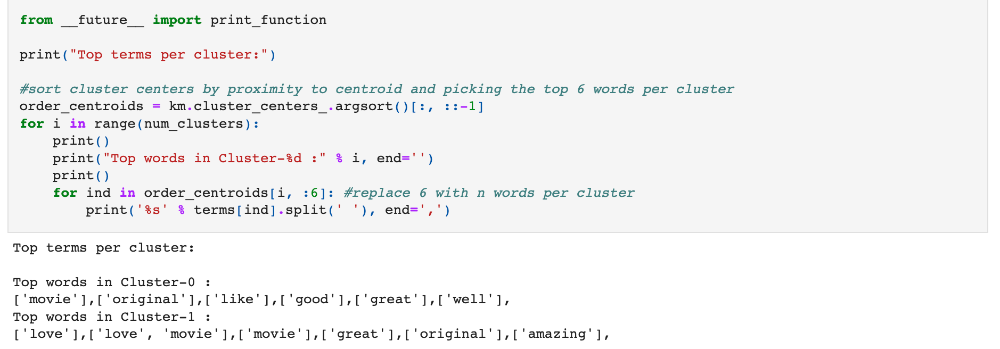 from __future__ import print_function
print("Top terms per cluster:")
#sort cluster centers by proximity to centroid and picking the top 6 words per cluster
order_centroids = km.cluster_centers_.argsort()[:, ::-1]
for i in range(num_clusters):
    print()
    print("Top words in Cluster-%d :" % i, end='')
    print()
    for ind in order_centroids[i, :6]: #replace 6 with n words per cluster
        print('%s' % terms[ind].split(' '), end=',')
Top terms per cluster:
Top words in Cluster-0 :
['movie'],['original'],['like'],['good'],['great'],['well'],
Top words in Cluster-1 :
['love'],['love', 'movie'],['movie'],['great'],['original'],['amazing'],